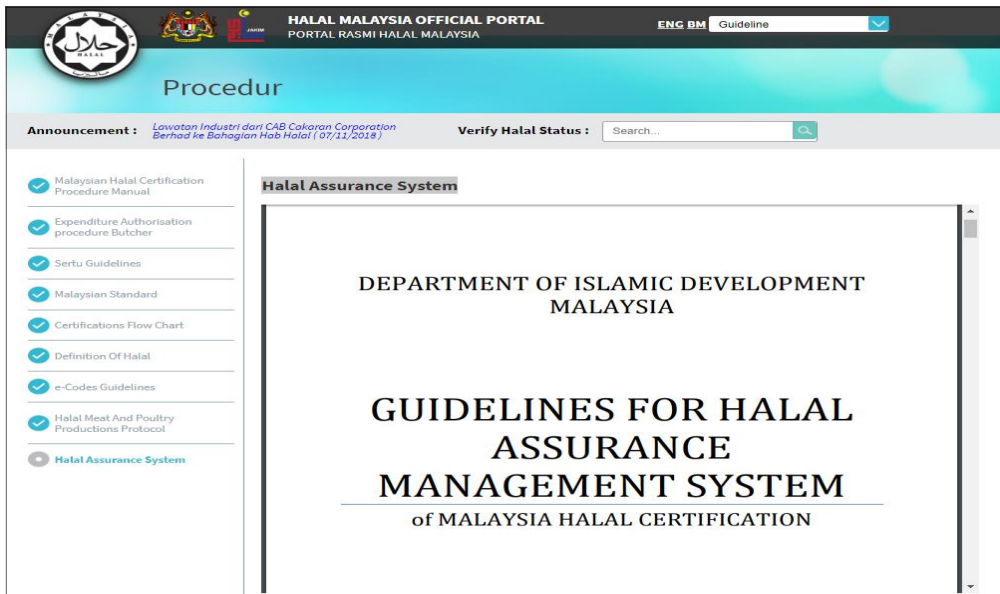 HALAL MALAYSIA OFFICIAL PORTAL
PORTAL RASMI HALAL MALAYSIA
ENG BM
Guideline
JAKIM
MALAYSIA
حلال
HALAL
Procedur
Announcement :
Lawatan Industri dari CAB Cakaran Corporation
Berhad ke Bahagian Hab Halal ( 07/11/2018 )
Verify Halal Status :
Search...
Malaysian Halal Certification
Procedure Manual
Expenditure Authorisation
procedure Butcher
Sertu Guidelines
Malaysian Standard
Certifications Flow Chart
Definition Of Halal
e-Codes Guidelines
Halal Meat And Poultry
Productions Protocol
Halal Assurance System
Halal Assurance System
DEPARTMENT OF ISLAMIC DEVELOPMENT
MALAYSIA
GUIDELINES FOR HALAL
ASSURANCE
MANAGEMENT SYSTEM
of MALAYSIA HALAL CERTIFICATION